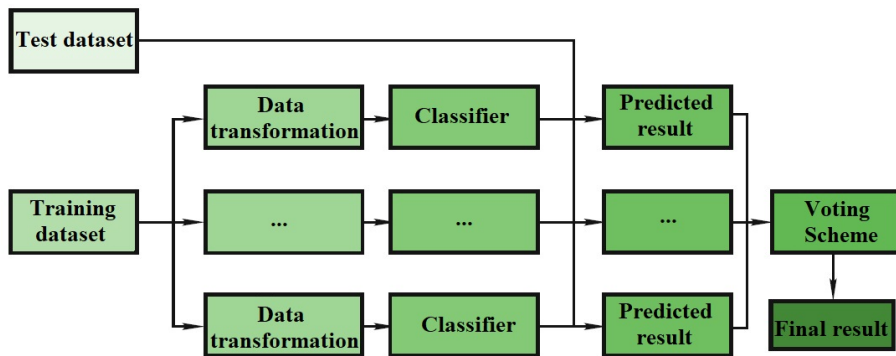 Test dataset
Data
transformation
Classifier
Predicted
result
Training
dataset
...
...
...
Voting
Scheme
Data
transformation
Classifier
Predicted
result
Final result